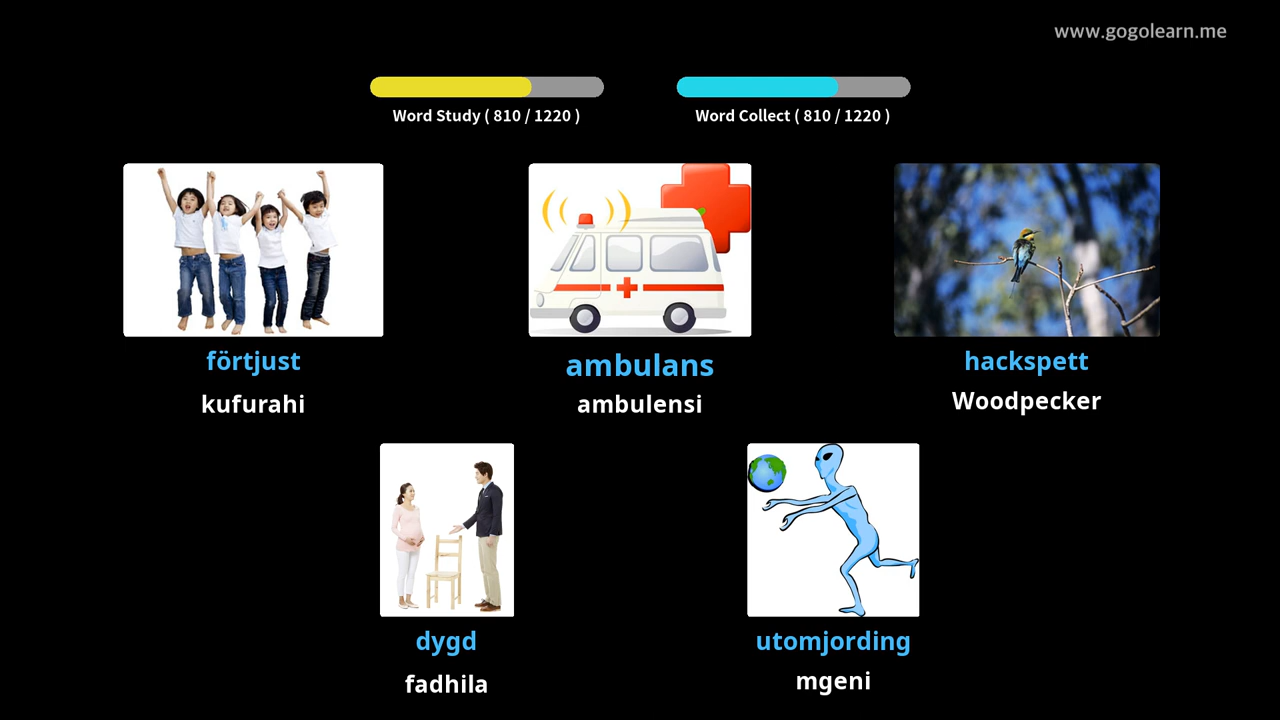 www.gogolearn.me
Word Study ( 810 / 1220 )
Word Collect ( 810 / 1220 )
förtjust
kufurahi
ambulans
ambulensi
hackspett
Woodpecker
dygd
fadhila
utomjording
mgeni